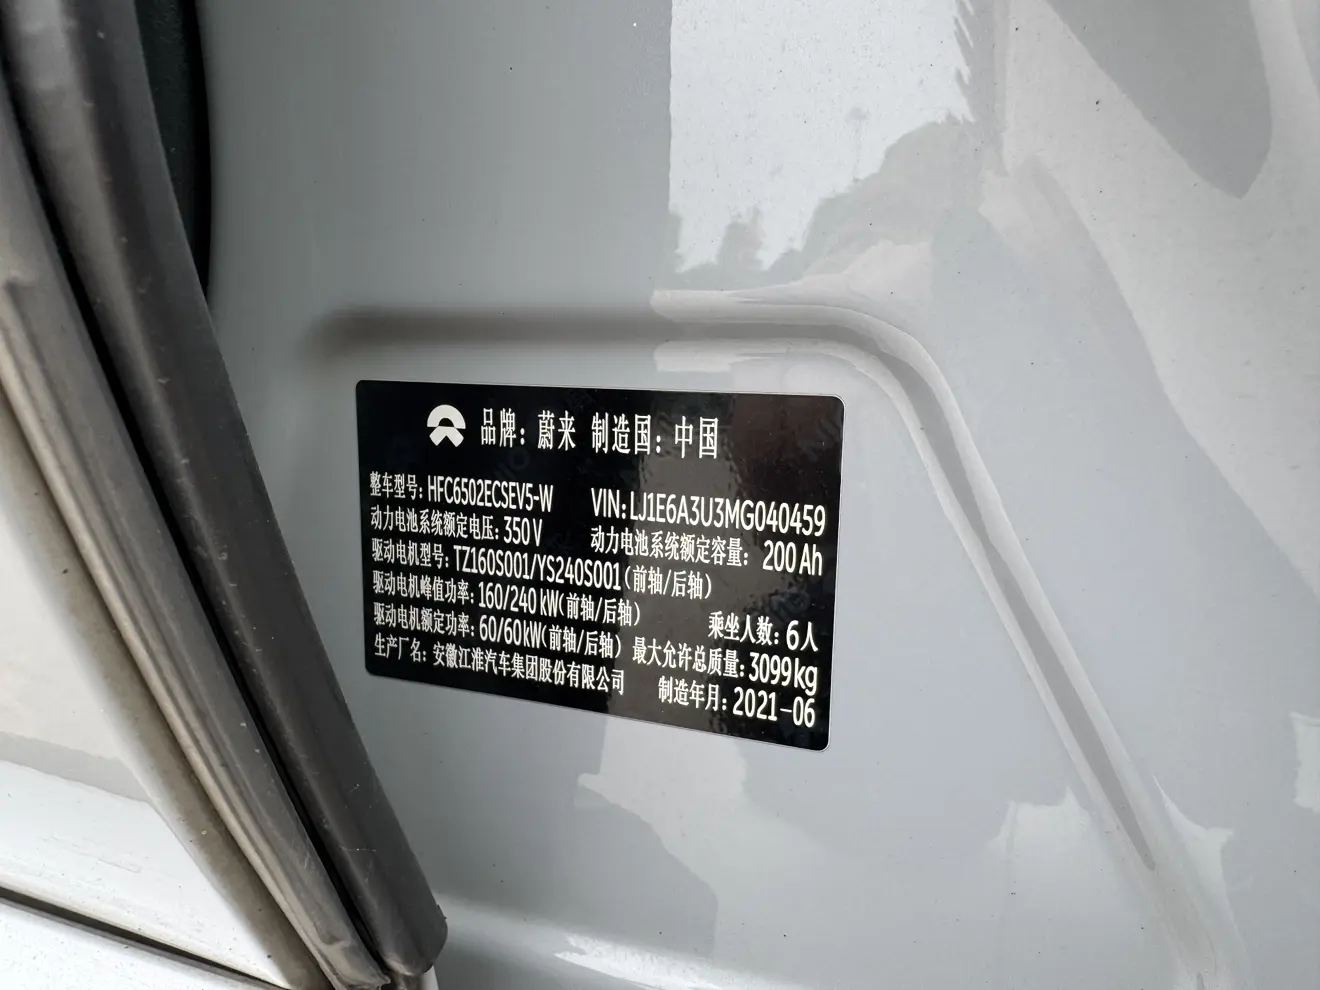 品牌：蔚来 制造国：中国
整车型号：HFC6502ECSEV5-W VIN：LJ1E6A3U3MG040459
动力电池系统额定电压：350V 动力电池系统额定容量：200Ah
驱动电机型号：TZ160S001/YS240S001（前轴/后轴）
驱动电机峰值功率：160/240kW（前轴/后轴） 乘坐人数：6人
驱动电机额定功率：60/60kW（前轴/后轴） 最大允许总质量：3099kg
生产厂名：安徽江淮汽车集团股份有限公司 制造年月：2021-06